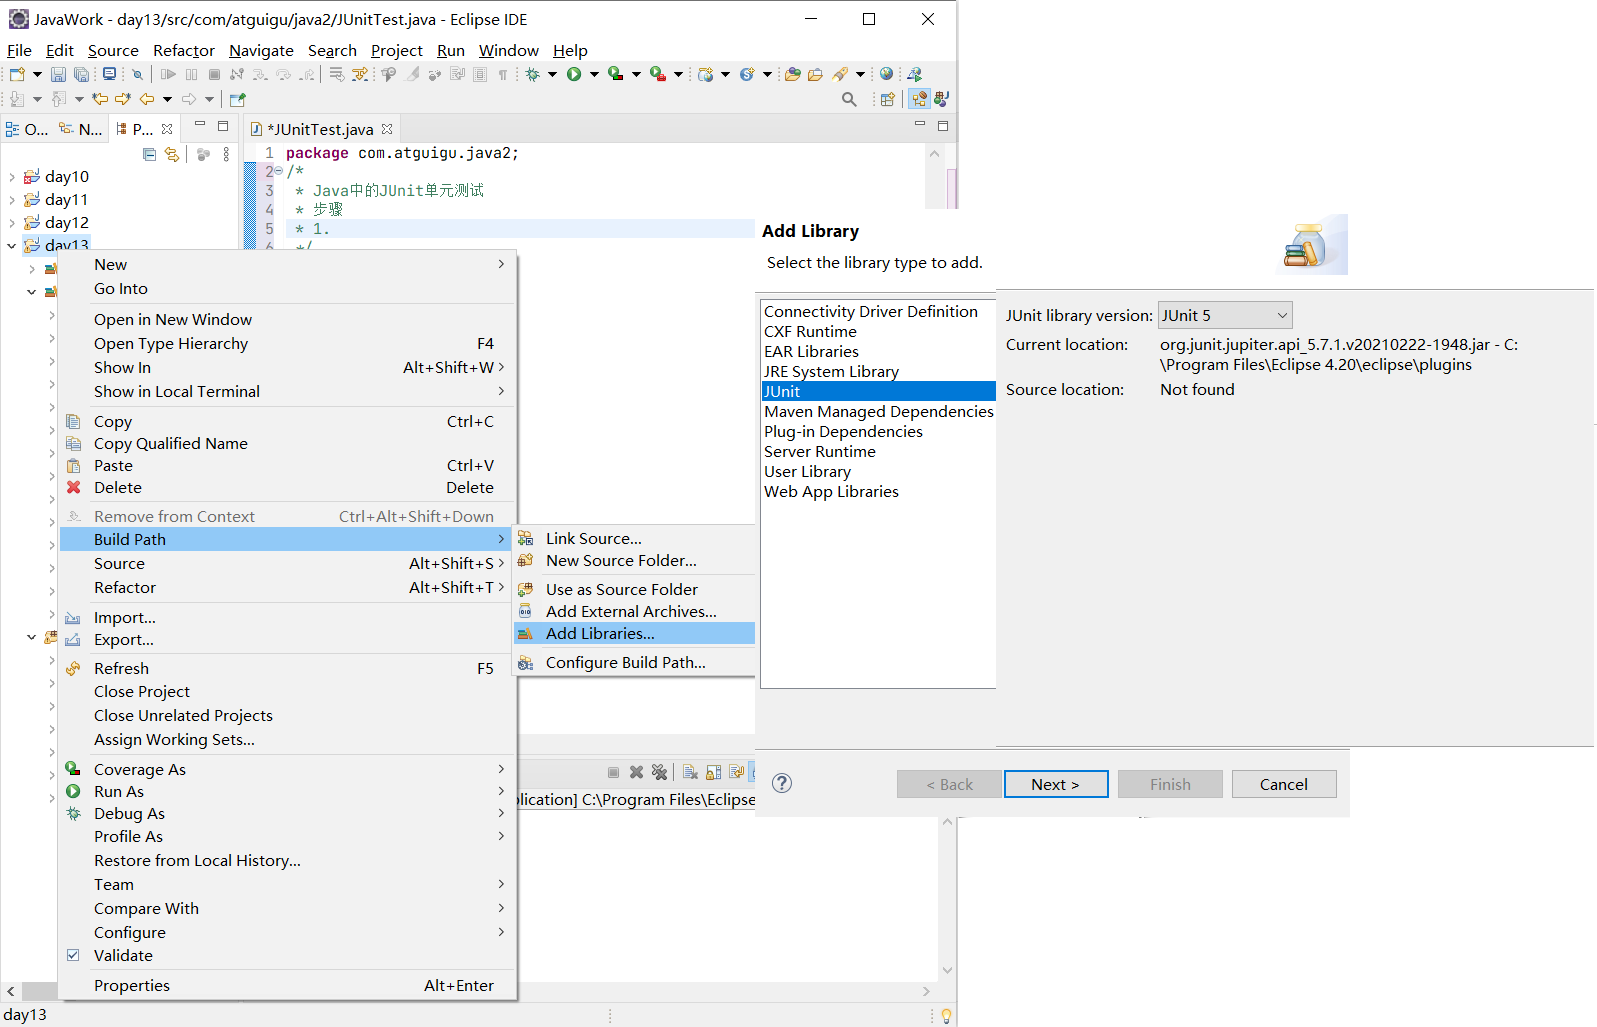 JavaWork - day13/src/com/atguigu/java2/JUnitTest.java - Eclipse IDE
File Edit Source Refactor Navigate Search Project Run Window Help
O... N... P... *JUnitTest.java
1 package com.atguigu.java2;
2 /*
3 * Java中的JUnit单元测试
4 * 步骤
5 * 1.
6 */
day10
day11
day12
day13
New
Go Into
Open in New Window
Open Type Hierarchy F4
Show In Alt+Shift+W
Show in Local Terminal
Copy Ctrl+C
Copy Qualified Name
Paste Ctrl+V
Delete Delete
Remove from Context Ctrl+Alt+Shift+Down
Build Path
Source Alt+Shift+S
Refactor Alt+Shift+T
Import...
Export...
Refresh F5
Close Project
Close Unrelated Projects
Assign Working Sets...
Coverage As
Run As
Debug As
Profile As
Restore from Local History...
Team
Compare With
Configure
Validate
Properties Alt+Enter
Link Source...
New Source Folder...
Use as Source Folder
Add External Archives...
Add Libraries...
Configure Build Path...
plication] C:\Program Files\Eclipse
day13
Add Library
Select the library type to add.
Connectivity Driver Definition
CXF Runtime
EAR Libraries
JRE System Library
JUnit
Maven Managed Dependencies
Plug-in Dependencies
Server Runtime
User Library
Web App Libraries
JUnit library version: JUnit 5
Current location: org.junit.jupiter.api_5.7.1.v20210222-1948.jar - C:
\Program Files\Eclipse 4.20\eclipse\plugins
Source location: Not found
? < Back Next > Finish Cancel